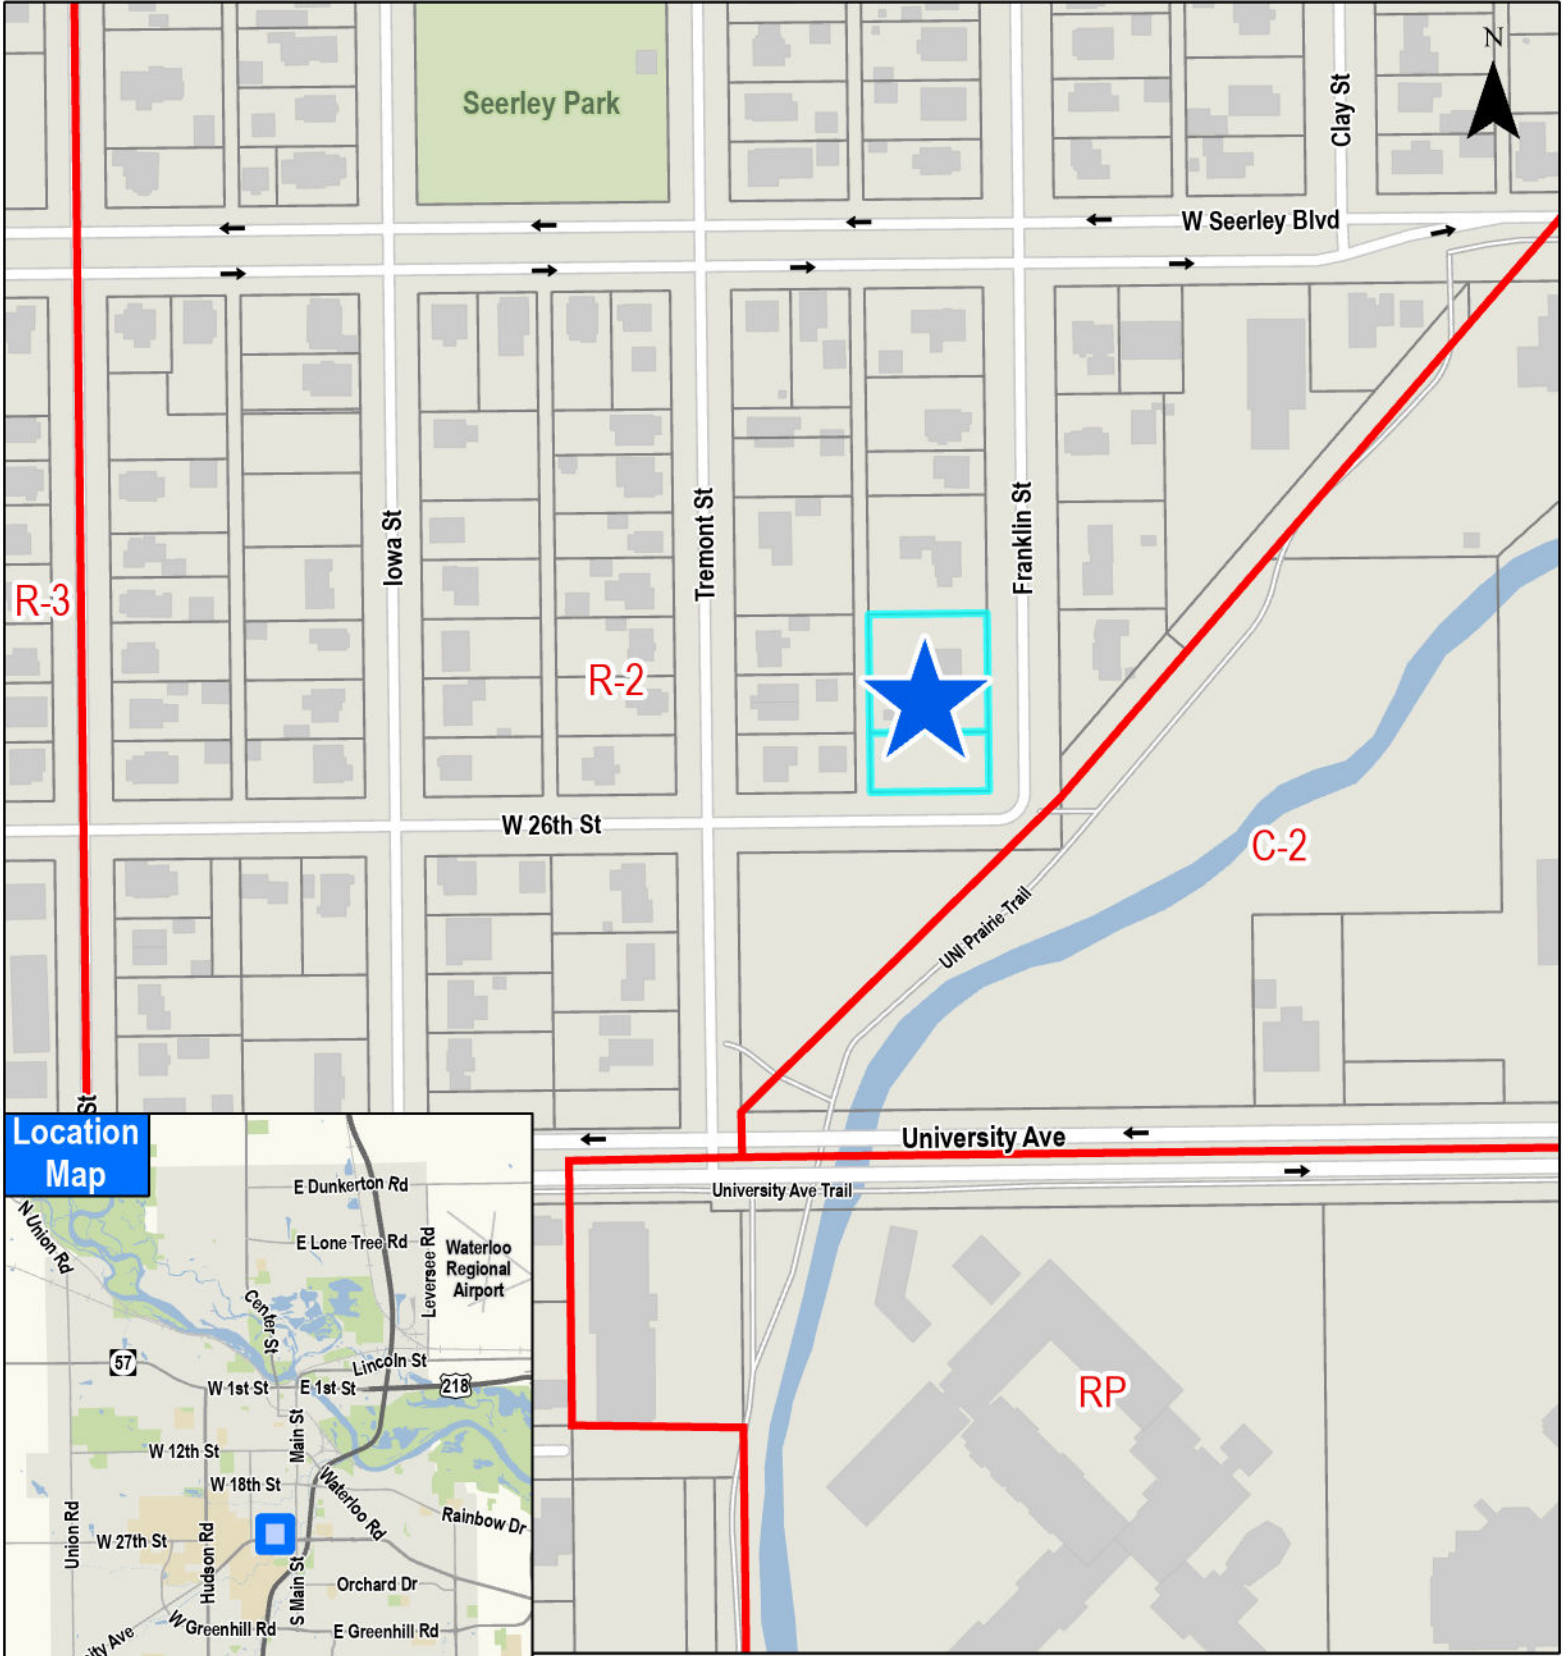 N
Seerley Park
Clay St
W Seerley Blvd
Iowa St
Tremont St
Franklin St
R-3
R-2
W 26th St
C-2
UNI Prairie Trail
St
University Ave
University Ave Trail
RP
Location
Map
E Dunkerton Rd
N Union Rd
E Lone Tree Rd
Leversee Rd
Waterloo
Regional
Airport
Center St
57
Lincoln St
W 1st St
E 1st St
218
Main St
W 12th St
W 18th St
Waterloo Rd
Rainbow Dr
Union Rd
W 27th St
Hudson Rd
S Main St
Orchard Dr
W Greenhill Rd
E Greenhill Rd
ity Ave